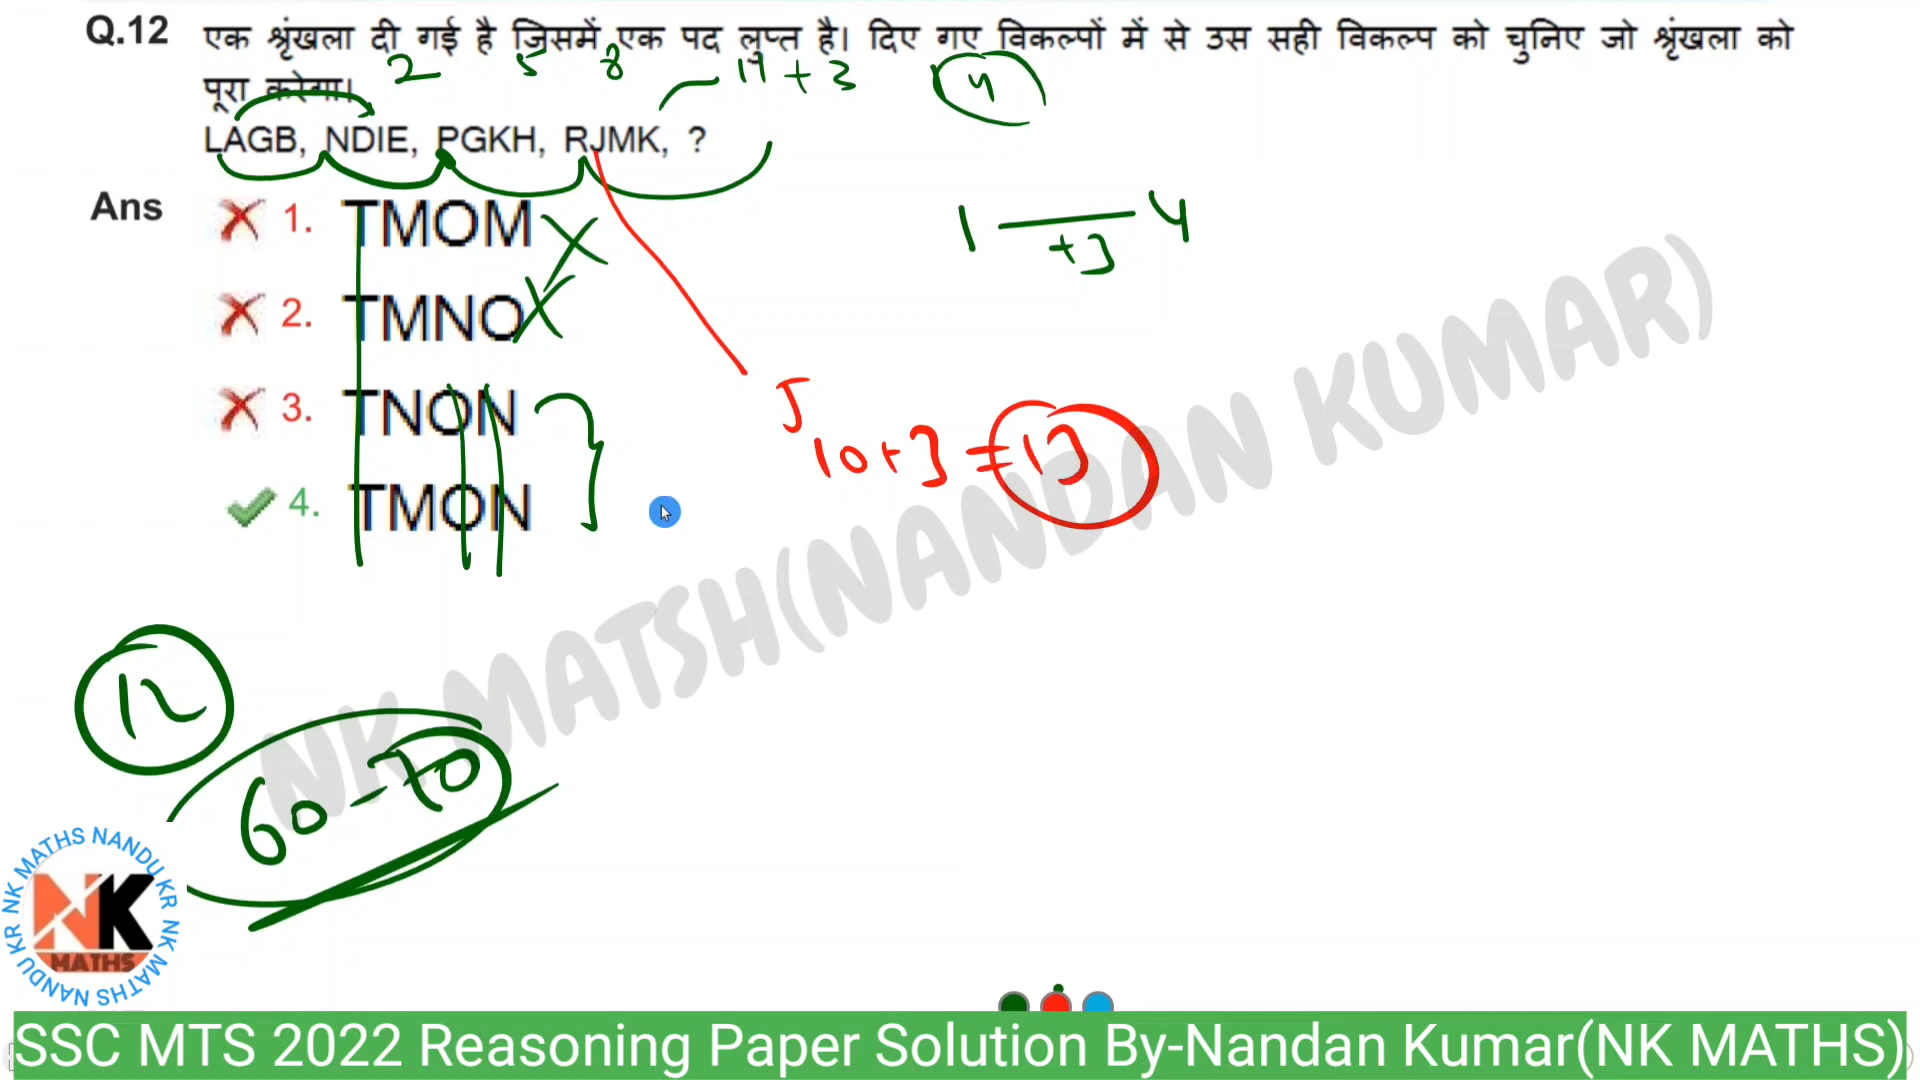 Q.12 एक श्रृंखला दी गई है जिसमें एक पद लुप्त है। दिए गए विकल्पों में से उस सही विकल्प को चुनिए जो श्रृंखला को
पूरा करेगा।
2 5 8 11 + 3
LAGB, NDIE, PGKH, RJMK, ?
Ans
1. TMOM
2. TMNO
3. TNON
4. TMON
1 +3 4
J
10+3 = 13
12
60-70
NK MATSH(NANDAN KUMAR)
NK MATHS NANDU KR NK MATHS NANDU KR
NK
MATHS
SSC MTS 2022 Reasoning Paper Solution By-Nandan Kumar(NK MATHS)